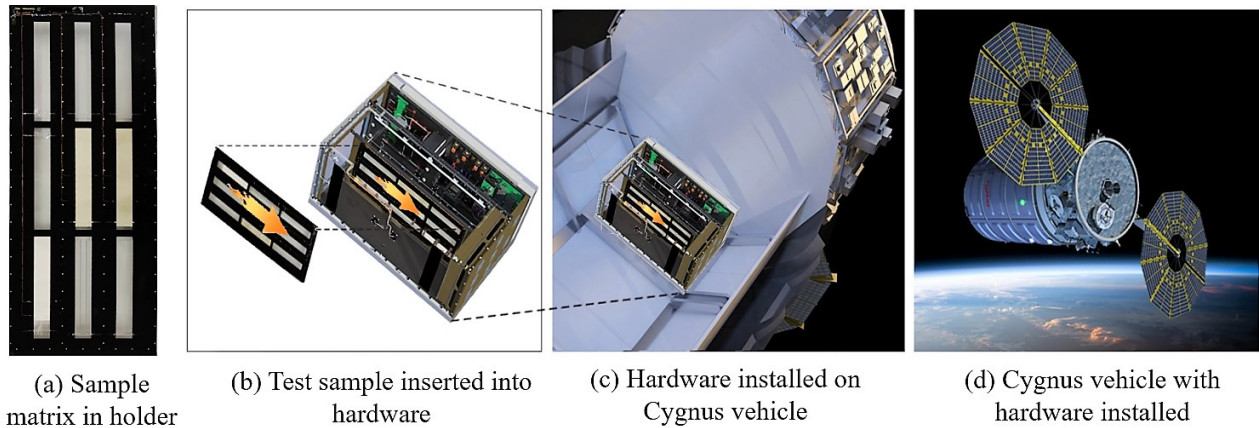 (a) Sample
matrix in holder
(b) Test sample inserted into
hardware
(c) Hardware installed on
Cygnus vehicle
(d) Cygnus vehicle with
hardware installed